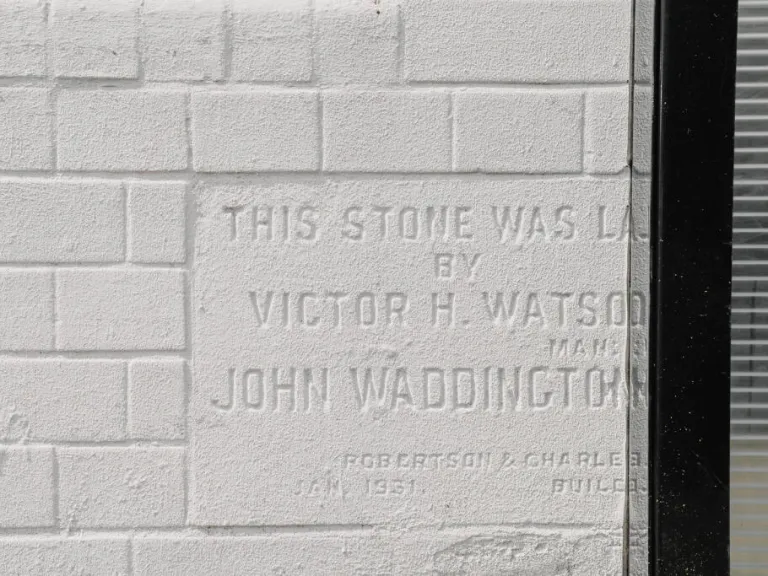 THIS STONE WAS LA
BY
VICTOR H. WATSO
MAN.
JOHN WADDINGTON
ROBERTSON & CHARLE
JAN. 1931. BUILD